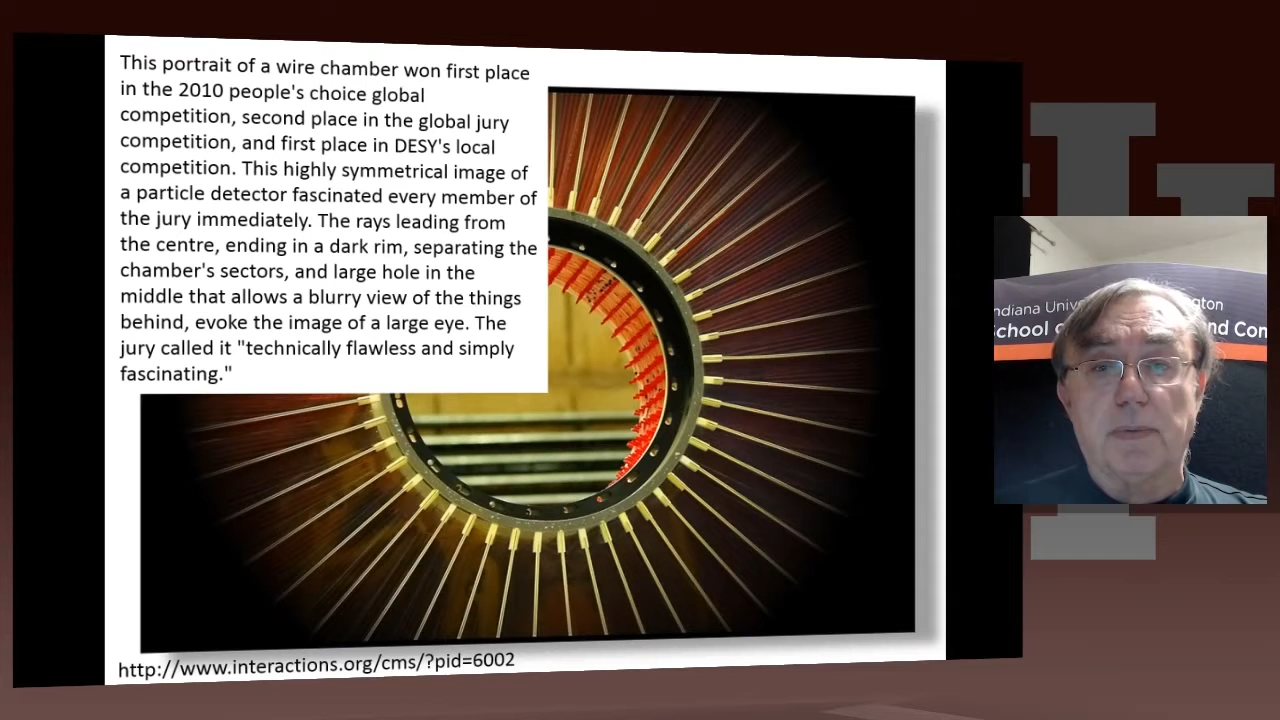 This portrait of a wire chamber won first place
in the 2010 people's choice global
competition, second place in the global jury
competition, and first place in DESY's local
competition. This highly symmetrical image of
a particle detector fascinated every member of
the jury immediately. The rays leading from
the centre, ending in a dark rim, separating the
chamber's sectors, and large hole in the
middle that allows a blurry view of the things
behind, evoke the image of a large eye. The
jury called it "technically flawless and simply
fascinating."
http://www.interactions.org/cms/?pid=6002